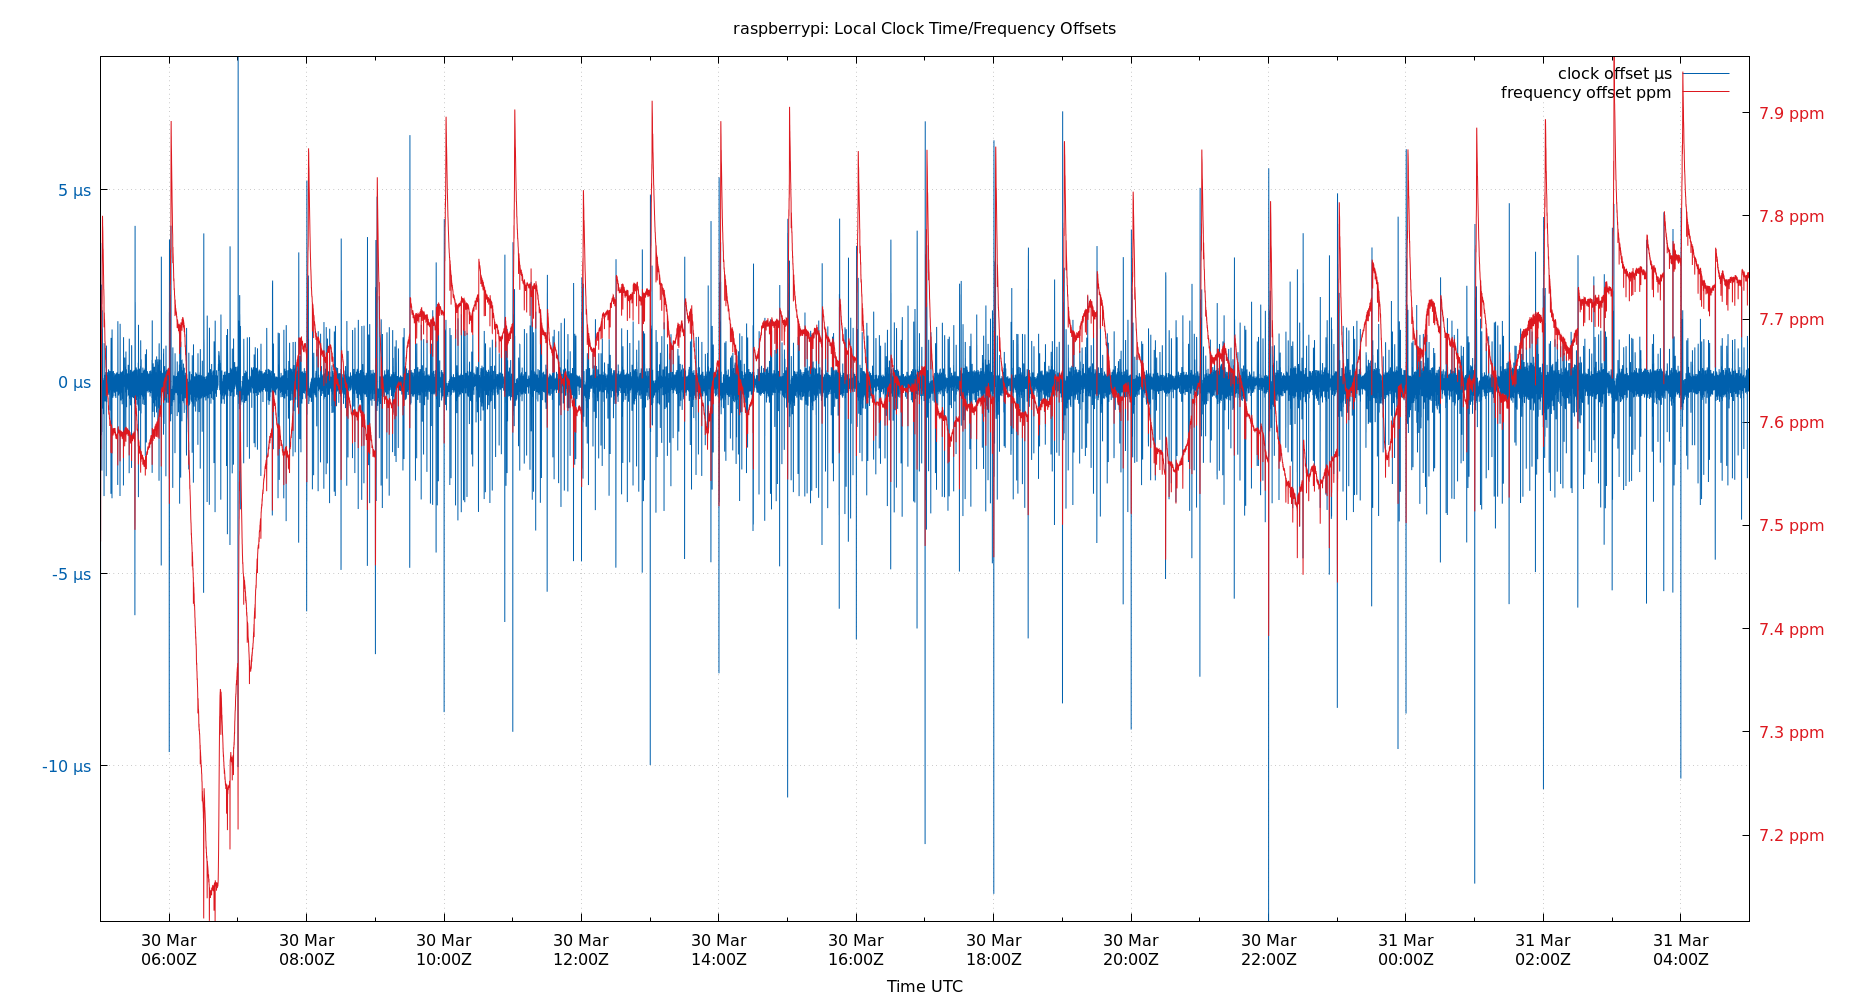 raspberrypi: Local Clock Time/Frequency Offsets
clock offset µs
frequency offset ppm
5 µs
0 µs
-5 µs
-10 µs
7.9 ppm
7.8 ppm
7.7 ppm
7.6 ppm
7.5 ppm
7.4 ppm
7.3 ppm
7.2 ppm
30 Mar 30 Mar 30 Mar 30 Mar 30 Mar 30 Mar 30 Mar 30 Mar 30 Mar 31 Mar 31 Mar 31 Mar
06:00Z 08:00Z 10:00Z 12:00Z 14:00Z 16:00Z 18:00Z 20:00Z 22:00Z 00:00Z 02:00Z 04:00Z
Time UTC